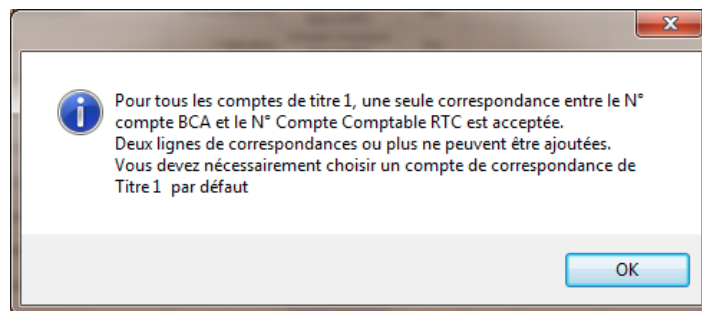 Pour tous les comptes de titre 1, une seule correspondance entre le N°
compte BCA et le N° Compte Comptable RTC est acceptée.
Deux lignes de correspondances ou plus ne peuvent être ajoutées.
Vous devez nécessairement choisir un compte de correspondance de
Titre 1 par défaut
OK